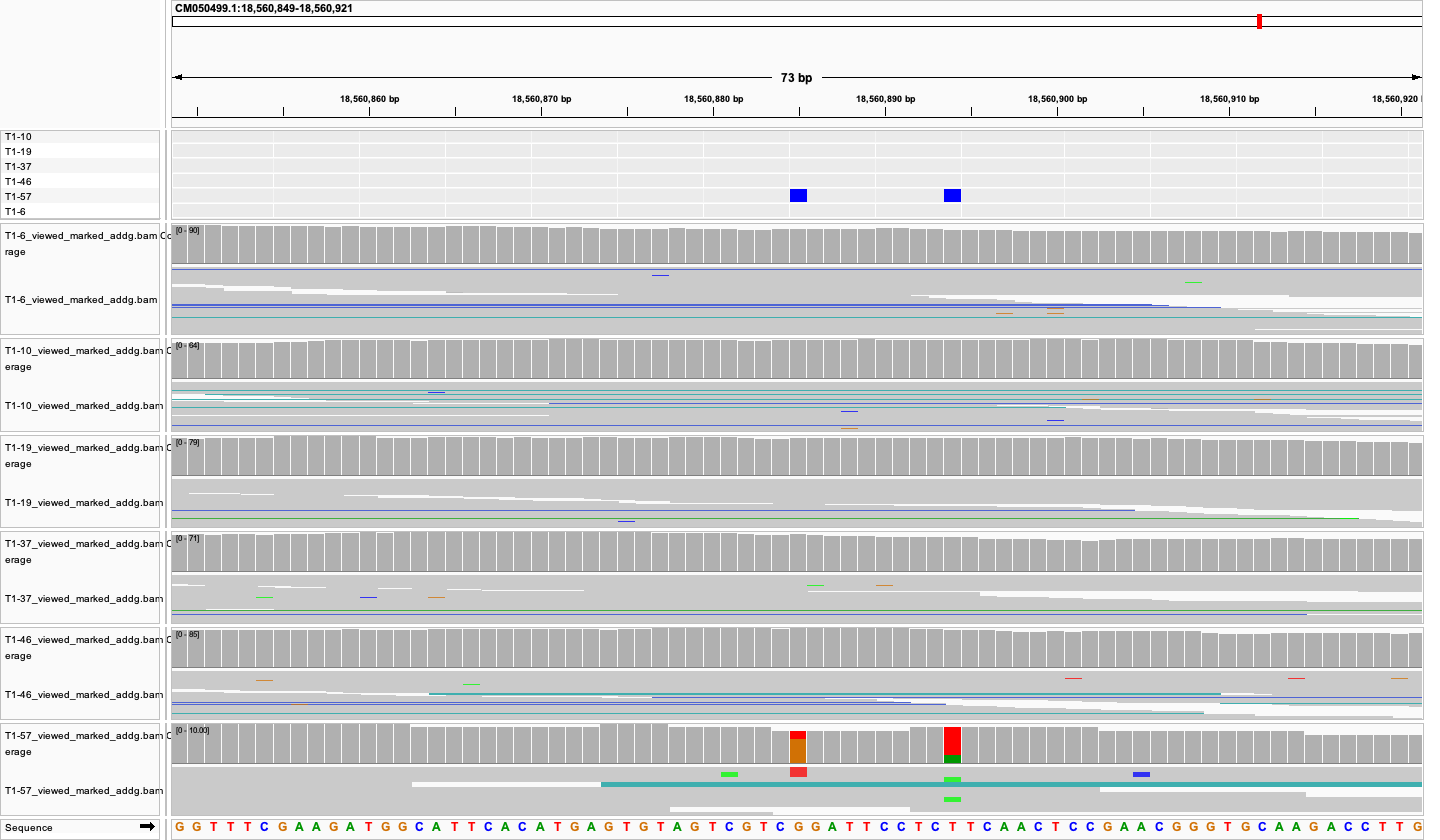 CM050499.1:18,560,849-18,560,921
73 bp
18,560,860 bp 18,560,870 bp 18,560,880 bp 18,560,890 bp 18,560,900 bp 18,560,910 bp 18,560,920
T1-10
T1-19
T1-37
T1-46
T1-57
T1-6
T1-6_viewed_marked_addg.bam [0 - 90]
rage
T1-6_viewed_marked_addg.bam
T1-10_viewed_marked_addg.bam [0 - 64]
erage
T1-10_viewed_marked_addg.bam
T1-19_viewed_marked_addg.bam [0 - 79]
erage
T1-19_viewed_marked_addg.bam
T1-37_viewed_marked_addg.bam [0 - 71]
erage
T1-37_viewed_marked_addg.bam
T1-46_viewed_marked_addg.bam [0 - 85]
erage
T1-46_viewed_marked_addg.bam
T1-57_viewed_marked_addg.bam [0 - 10.00]
erage
T1-57_viewed_marked_addg.bam
Sequence G G T T T C G A A G A T G G C A T T C A C A T G A G T G T A G T C G T C G G A T T C C T C T T C A A C T C C G A A C G G G T G C A A G A C C T T G